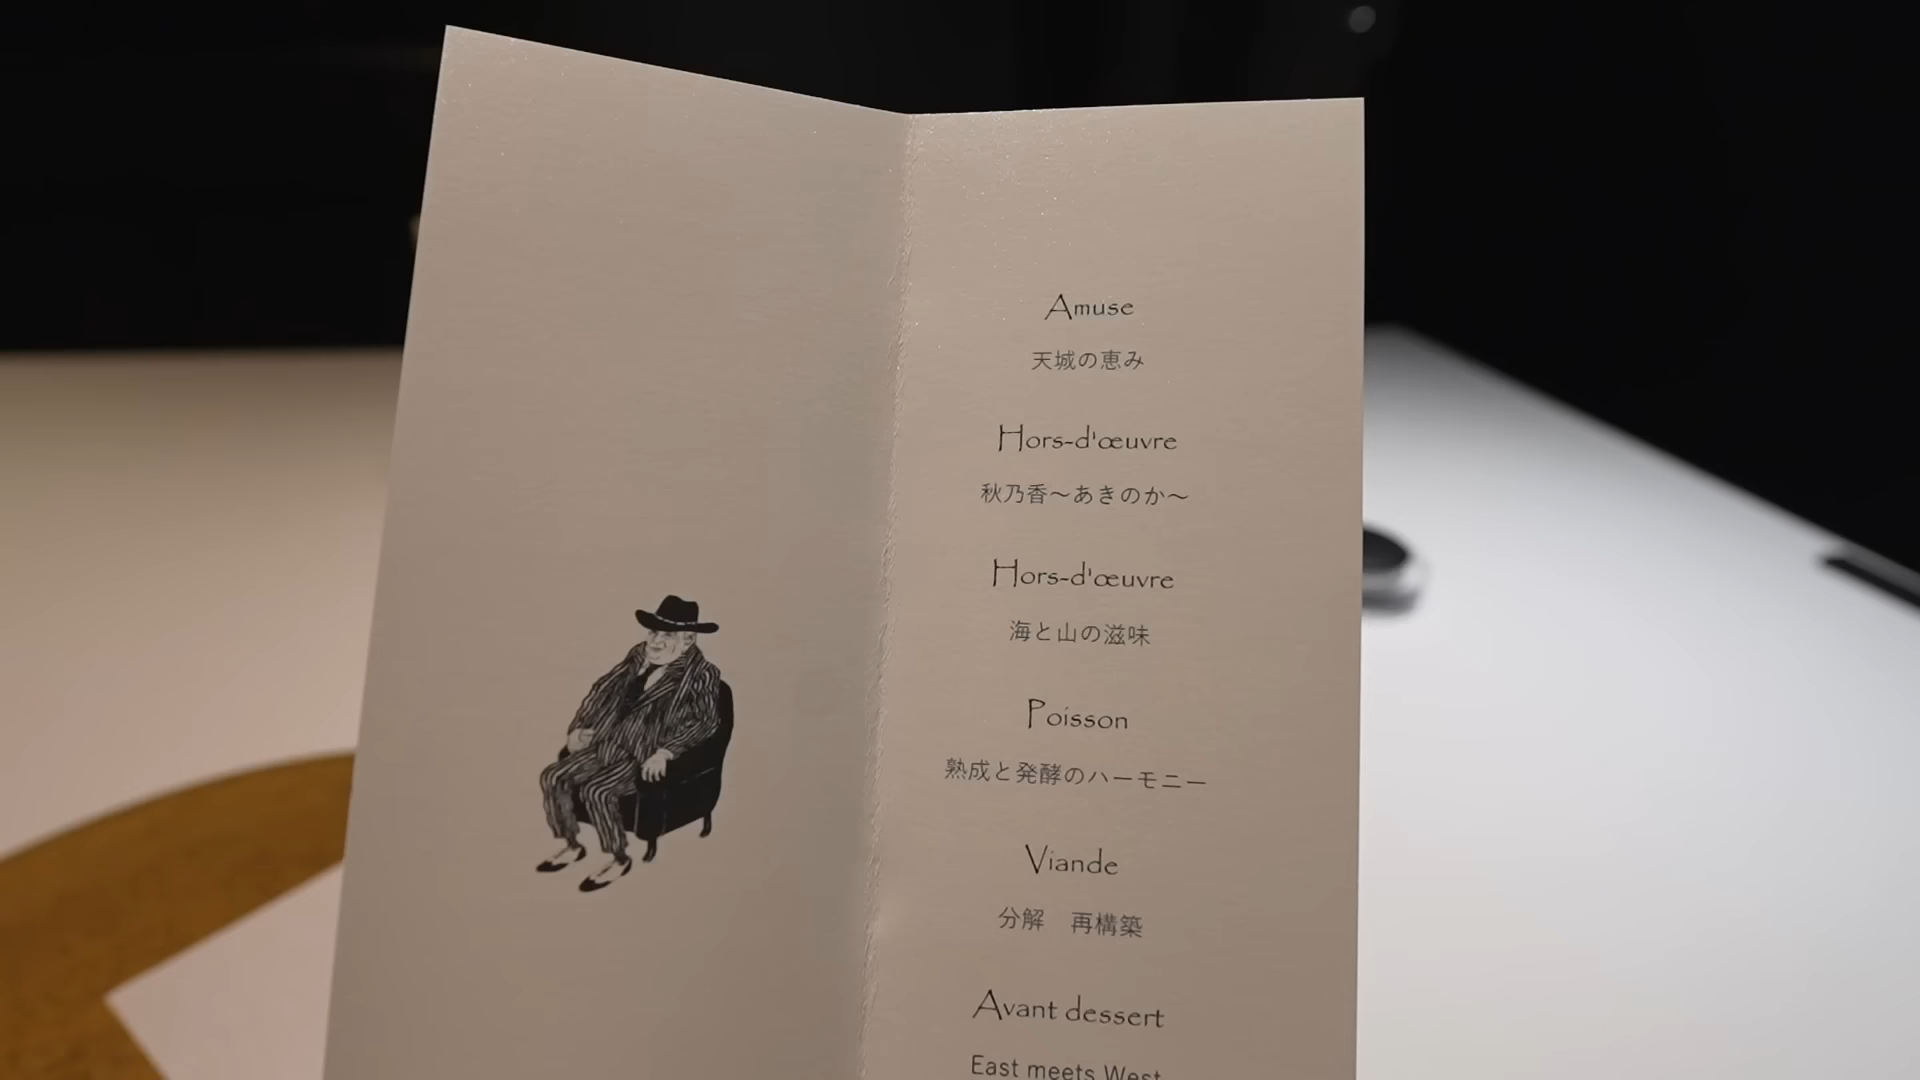 Amuse
天城の恵み
Hors-d'œuvre
秋乃香～あきのか～
Hors-d'œuvre
海と山の滋味
Poisson
熟成と発酵のハーモニー
Viande
分解　再構築
Avant dessert
East meets West